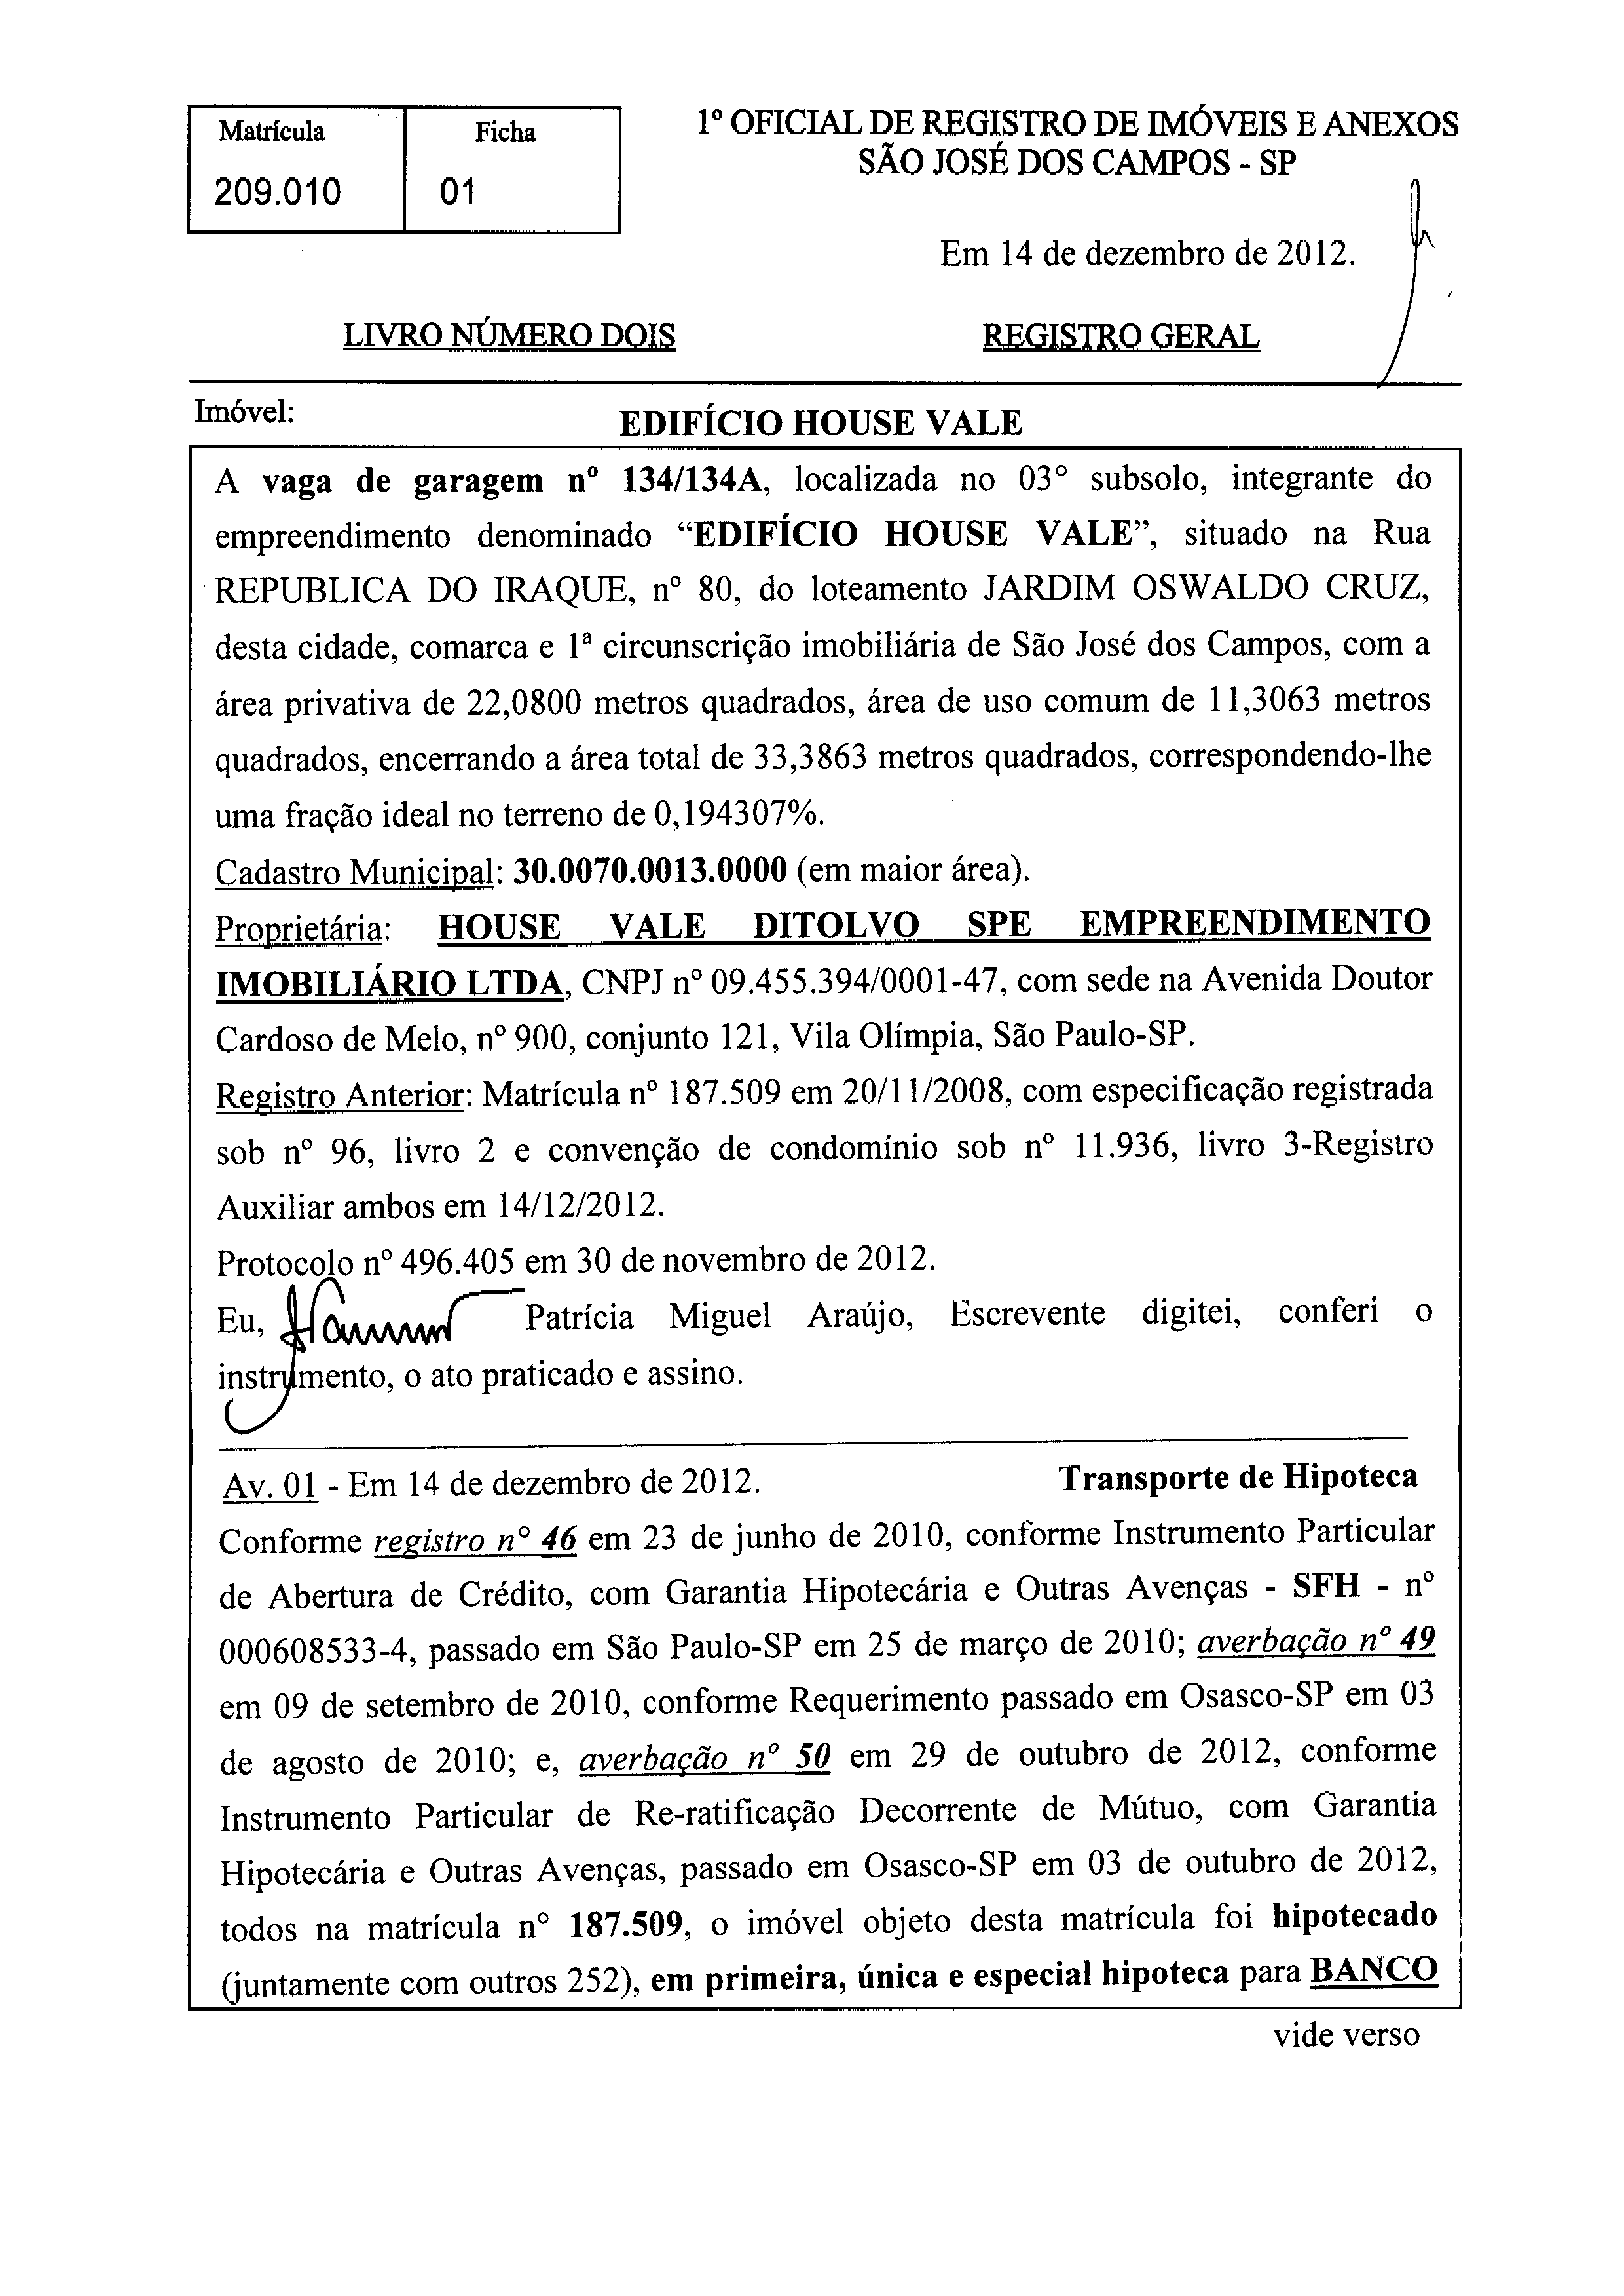 Matrícula
Ficha
209.010
01
1º OFICIAL DE REGISTRO DE IMÓVEIS E ANEXOS
SÃO JOSÉ DOS CAMPOS - SP
Em 14 de dezembro de 2012.
LIVRO NÚMERO DOIS
REGISTRO GERAL
Imóvel:
EDIFÍCIO HOUSE VALE
A vaga de garagem nº 134/134A, localizada no 03° subsolo, integrante do
empreendimento denominado “EDIFÍCIO HOUSE VALE”, situado na Rua
REPUBLICA DO IRAQUE, nº 80, do loteamento JARDIM OSWALDO CRUZ,
desta cidade, comarca e 1ª circunscrição imobiliária de São José dos Campos, com a
área privativa de 22,0800 metros quadrados, área de uso comum de 11,3063 metros
quadrados, encerrando a área total de 33,3863 metros quadrados, correspondendo-lhe
uma fração ideal no terreno de 0,194307%.
Cadastro Municipal: 30.0070.0013.0000 (em maior área).
Proprietária: HOUSE VALE DITOLVO SPE EMPREENDIMENTO
IMOBILIÁRIO LTDA, CNPJ nº 09.455.394/0001-47, com sede na Avenida Doutor
Cardoso de Melo, nº 900, conjunto 121, Vila Olímpia, São Paulo-SP.
Registro Anterior: Matrícula nº 187.509 em 20/11/2008, com especificação registrada
sob nº 96, livro 2 e convenção de condomínio sob nº 11.936, livro 3-Registro
Auxiliar ambos em 14/12/2012.
Protocolo nº 496.405 em 30 de novembro de 2012.
Eu, Patrícia Miguel Araújo, Escrevente digitei, conferi o
instrumento, o ato praticado e assino.
Av. 01 - Em 14 de dezembro de 2012.
Transporte de Hipoteca
Conforme registro nº 46 em 23 de junho de 2010, conforme Instrumento Particular
de Abertura de Crédito, com Garantia Hipotecária e Outras Avenças - SFH - nº
000608533-4, passado em São Paulo-SP em 25 de março de 2010; averbação nº 49
em 09 de setembro de 2010, conforme Requerimento passado em Osasco-SP em 03
de agosto de 2010; e, averbação nº 50 em 29 de outubro de 2012, conforme
Instrumento Particular de Re-ratificação Decorrente de Mútuo, com Garantia
Hipotecária e Outras Avenças, passado em Osasco-SP em 03 de outubro de 2012,
todos na matrícula nº 187.509, o imóvel objeto desta matrícula foi hipotecado
(juntamente com outros 252), em primeira, única e especial hipoteca para BANCO
vide verso